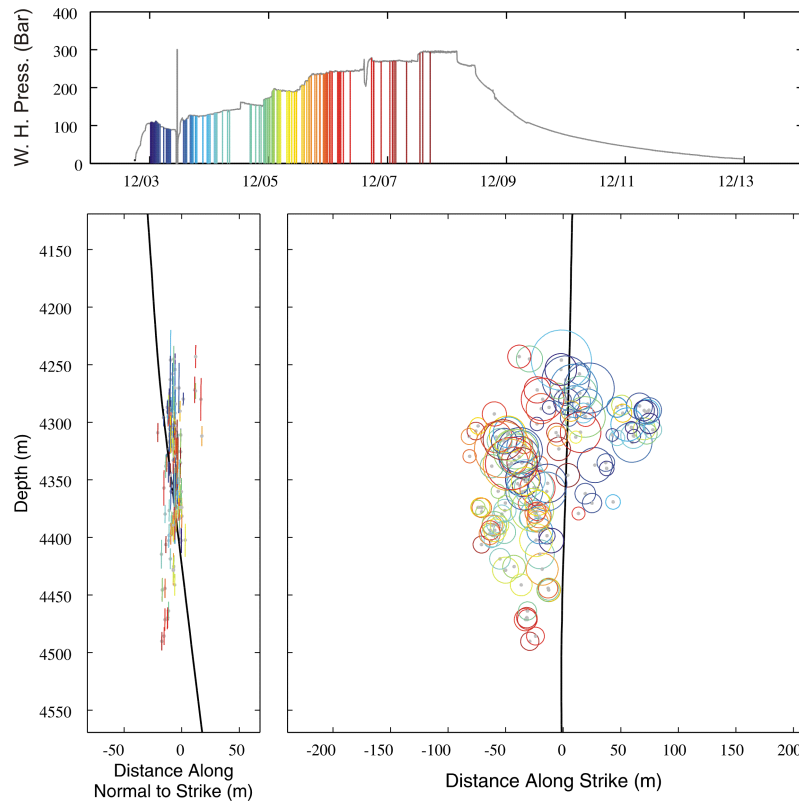 W. H. Press. (Bar)
400
300
200
100
0
12/03 12/05 12/07 12/09 12/11 12/13
Depth (m)
4150
4200
4250
4300
4350
4400
4450
4500
4550
-50 0 50
Distance Along
Normal to Strike (m)
-200 -150 -100 -50 0 50 100 150 200
Distance Along Strike (m)